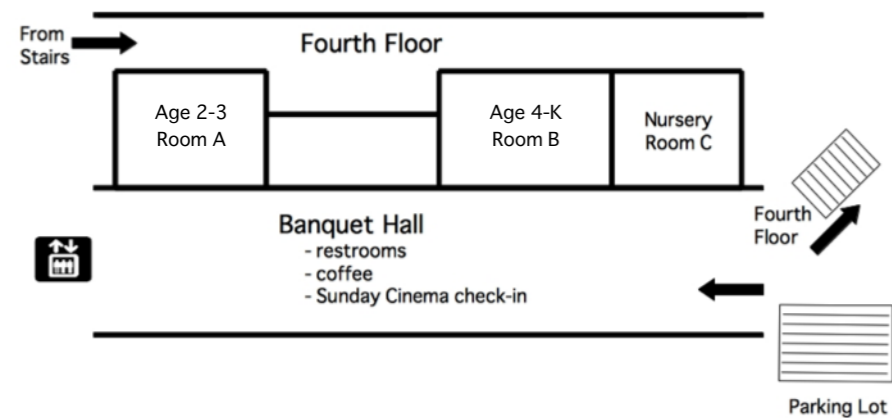 From
Stairs
Fourth Floor
Age 2-3
Room A
Age 4-K
Room B
Nursery
Room C
Fourth
Floor
Banquet Hall
- restrooms
- coffee
- Sunday Cinema check-in
Parking Lot